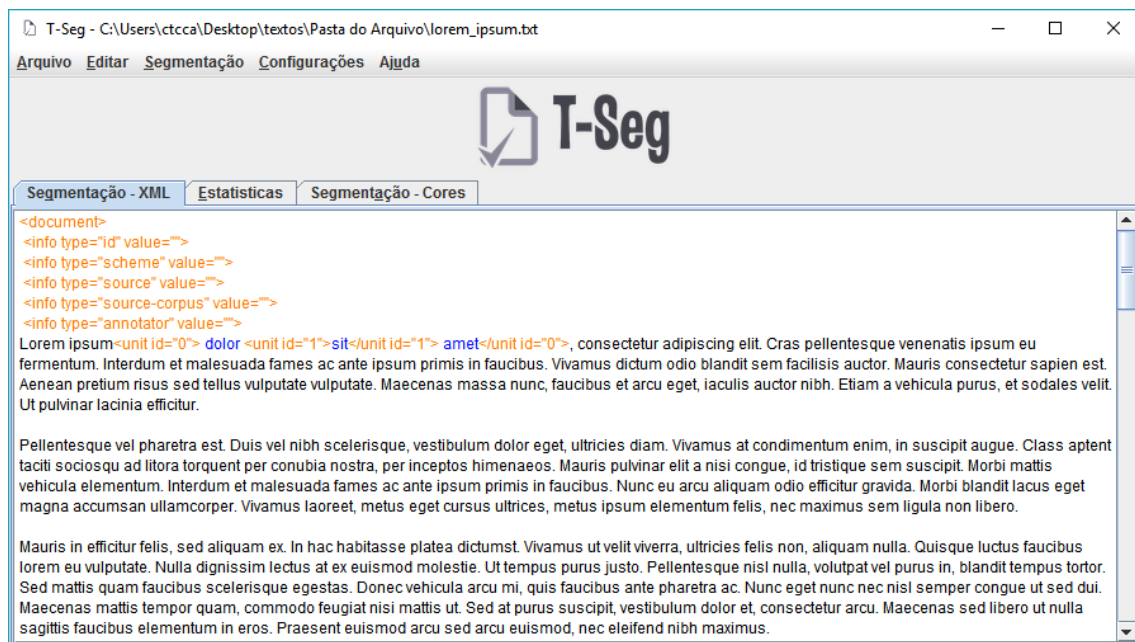 T-Seg - C:\Users\ctcca\Desktop\textos\Pasta do Arquivo\lorem_ipsum.txt
Arquivo Editar Segmentação Configurações Ajuda
T-Seg
Segmentação - XML Estatisticas Segmentação - Cores
<document>
<info type="id" value="">
<info type="scheme" value="">
<info type="source" value="">
<info type="source-corpus" value="">
<info type="annotator" value="">
Lorem ipsum<unit id="0"> dolor <unit id="1">sit</unit id="1"> amet</unit id="0">, consectetur adipiscing elit. Cras pellentesque venenatis ipsum eu
fermentum. Interdum et malesuada fames ac ante ipsum primis in faucibus. Vivamus dictum odio blandit sem facilisis auctor. Mauris consectetur sapien est.
Aenean pretium risus sed tellus vulputate vulputate. Maecenas massa nunc, faucibus et arcu eget, iaculis auctor nibh. Etiam a vehicula purus, et sodales velit.
Ut pulvinar lacinia efficitur.
Pellentesque vel pharetra est. Duis vel nibh scelerisque, vestibulum dolor eget, ultricies diam. Vivamus at condimentum enim, in suscipit augue. Class aptent
taciti sociosqu ad litora torquent per conubia nostra, per inceptos himenaeos. Mauris pulvinar elit a nisi congue, id tristique sem suscipit. Morbi mattis
vehicula elementum. Interdum et malesuada fames ac ante ipsum primis in faucibus. Nunc eu arcu aliquam odio efficitur gravida. Morbi blandit lacus eget
magna accumsan ullamcorper. Vivamus laoreet, metus eget cursus ultrices, metus ipsum elementum felis, nec maximus sem ligula non libero.
Mauris in efficitur felis, sed aliquam ex. In hac habitasse platea dictumst. Vivamus ut velit viverra, ultricies felis non, aliquam nulla. Quisque luctus faucibus
lorem eu vulputate. Nulla dignissim lectus at ex euismod molestie. Ut tempus purus justo. Pellentesque nisl nulla, volutpat vel purus in, blandit tempus tortor.
Sed mattis quam faucibus scelerisque egestas. Donec vehicula arcu mi, quis faucibus ante pharetra ac. Nunc eget nunc nec nisl semper congue ut sed dui.
Maecenas mattis tempor quam, commodo feugiat nisi mattis ut. Sed at purus suscipit, vestibulum dolor et, consectetur arcu. Maecenas sed libero ut nulla
sagittis faucibus elementum in eros. Praesent euismod arcu sed arcu euismod, nec eleifend nibh maximus.